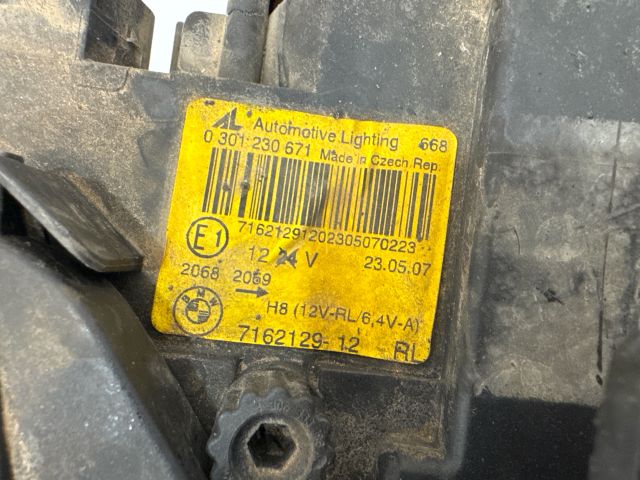 AL Automotive Lighting 668
0 301 230 671 Made in Czech Rep.
71621291202305070223
E1 12 24 V 23.05.07
2068 2069 →
BMW H8 (12V-RL/6,4V-A)
7162129-12 RL